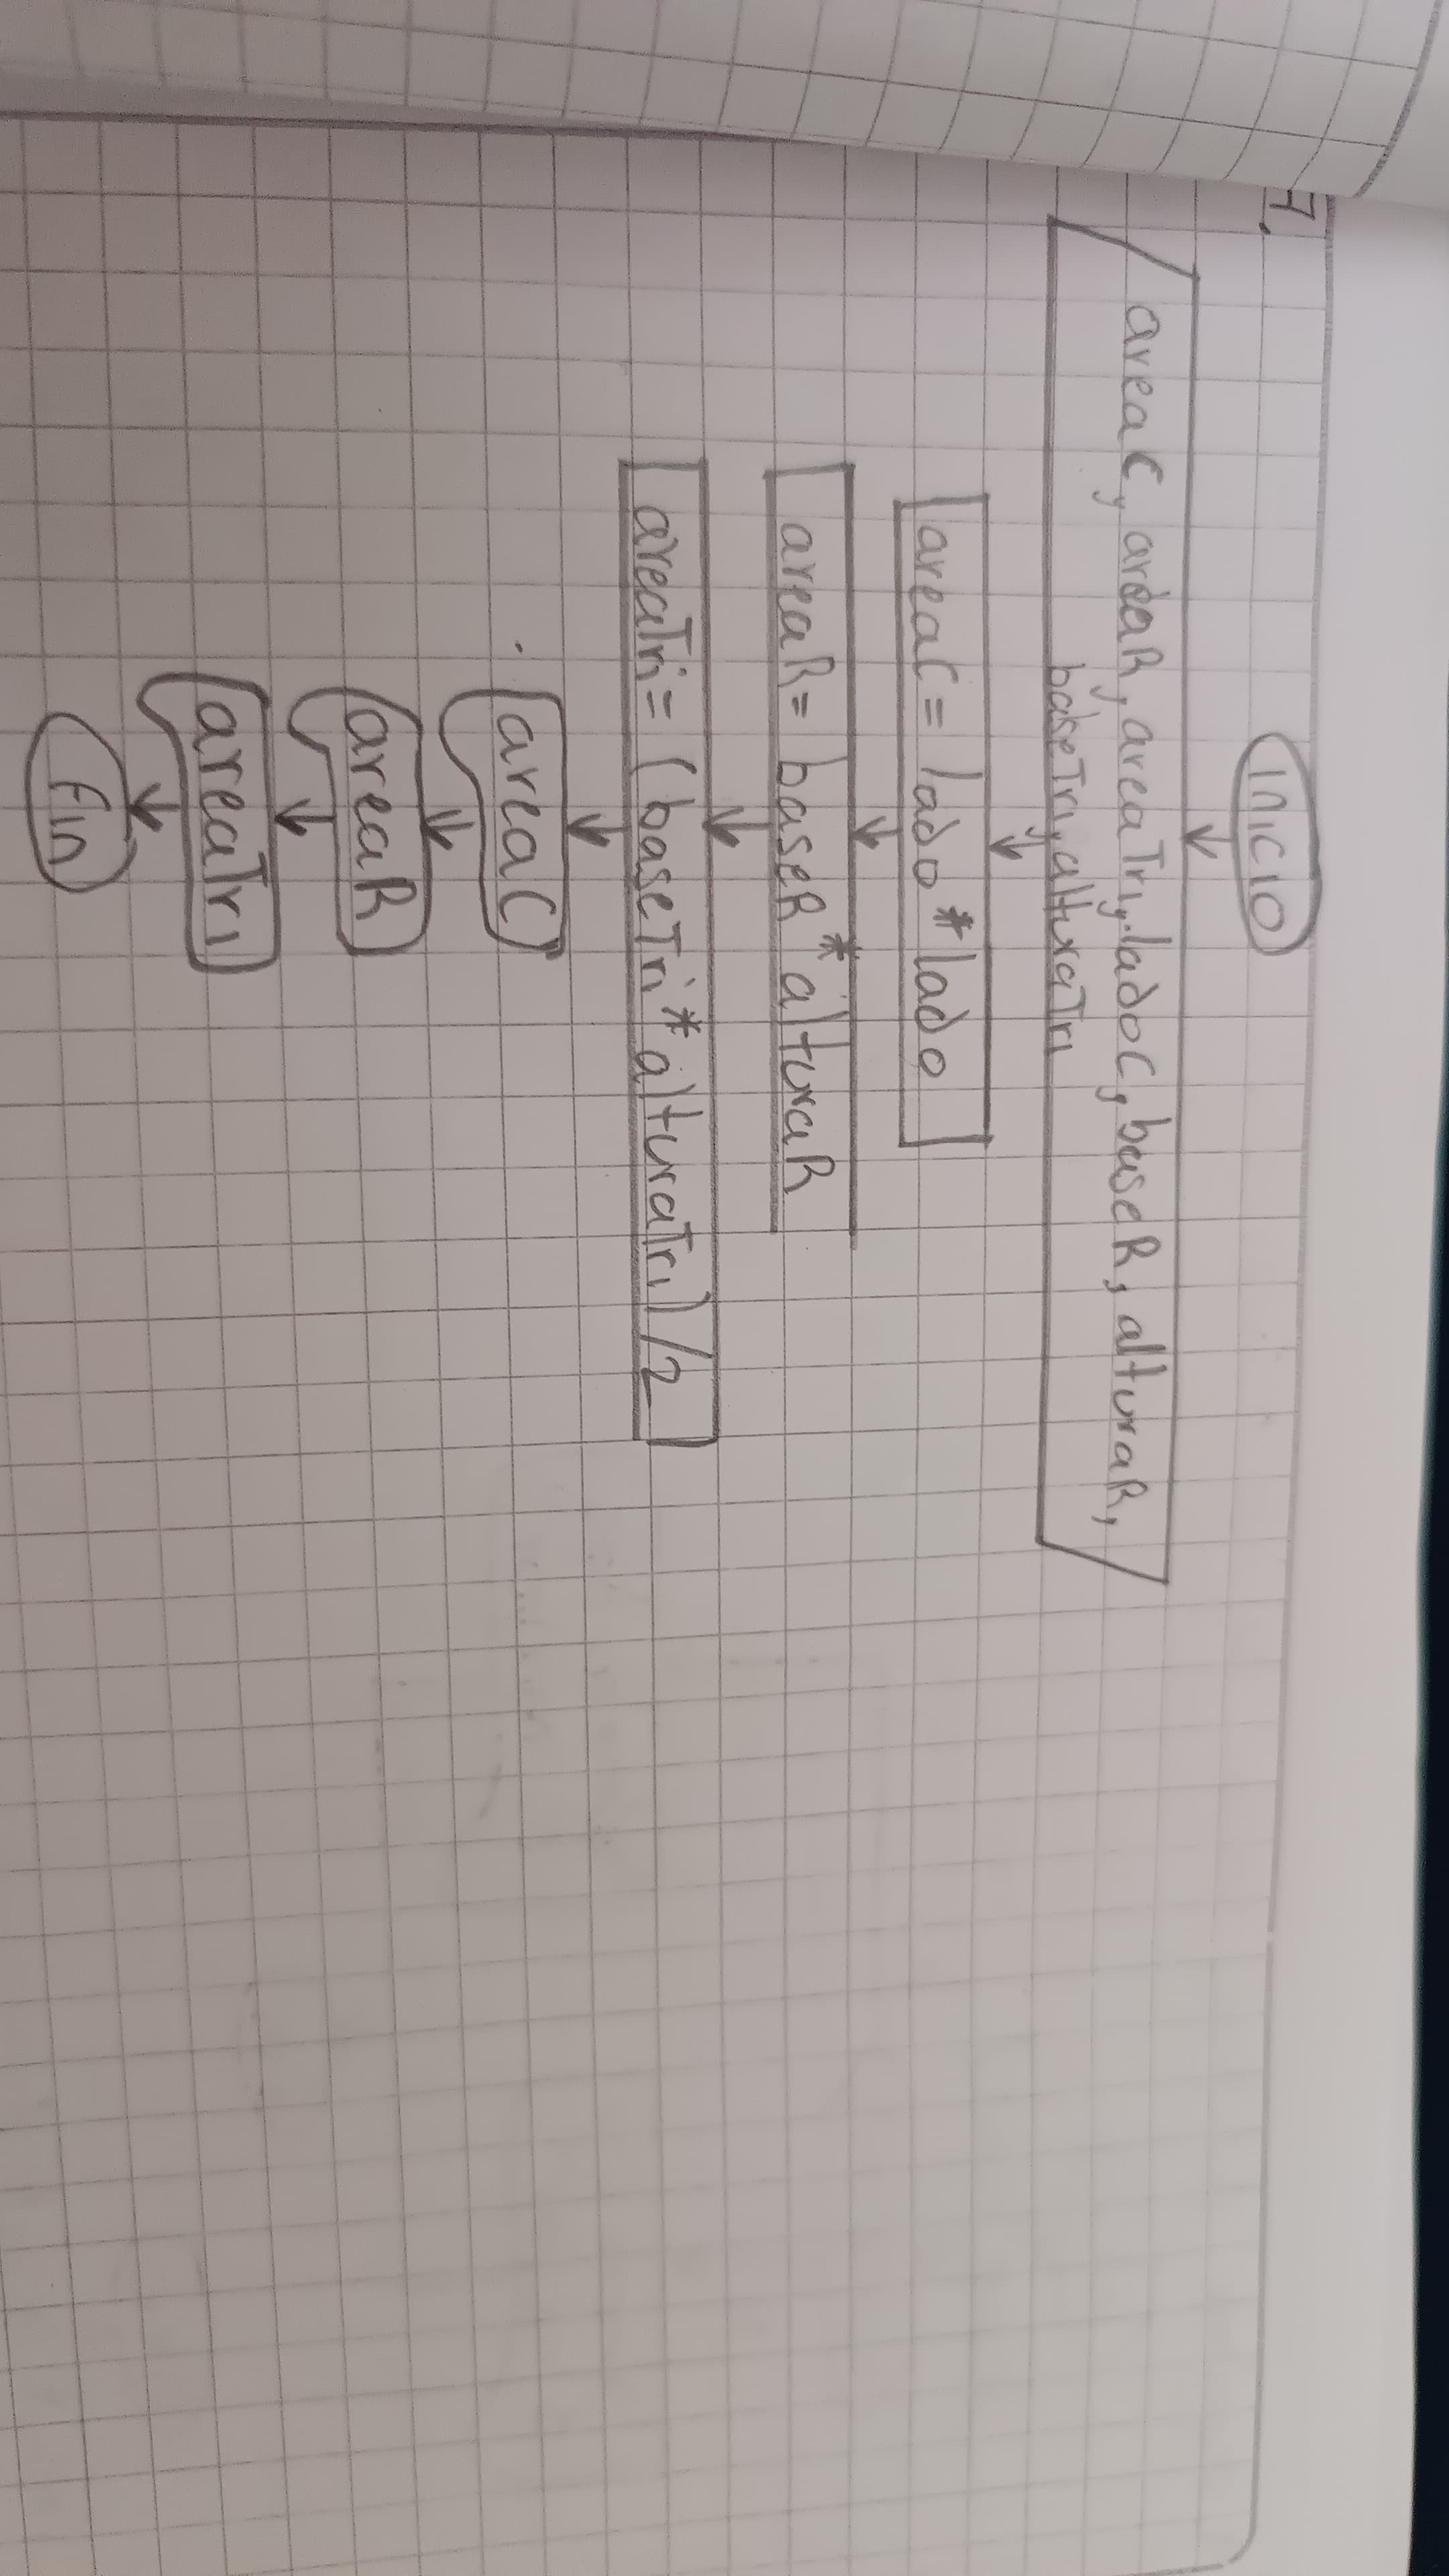 7.
Inicio
areaC, areaR, areaTri, ladoC, baseR, alturaR,
baseTri, alturaTri
areaC = lado * lado
areaR = baseR * alturaR
areaTri = (baseTri * alturaTri) / 2
areaC
areaR
areaTri
Fin